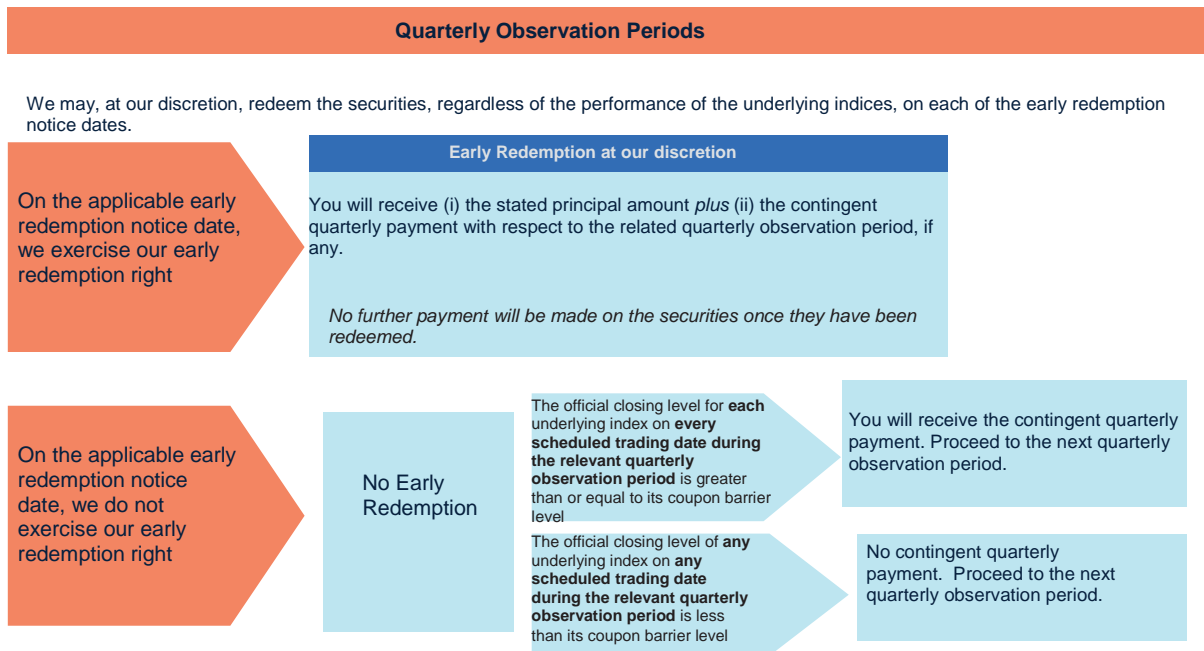 Quarterly Observation Periods
We may, at our discretion, redeem the securities, regardless of the performance of the underlying indices, on each of the early redemption
notice dates.
On the applicable early
redemption notice date,
we exercise our early
redemption right
Early Redemption at our discretion
You will receive (i) the stated principal amount plus (ii) the contingent
quarterly payment with respect to the related quarterly observation period, if
any.
No further payment will be made on the securities once they have been
redeemed.
On the applicable early
redemption notice
date, we do not
exercise our early
redemption right
No Early
Redemption
The official closing level for each
underlying index on every
scheduled trading date during
the relevant quarterly
observation period is greater
than or equal to its coupon barrier
level
You will receive the contingent quarterly
payment. Proceed to the next quarterly
observation period.
The official closing level of any
underlying index on any
scheduled trading date
during the relevant quarterly
observation period is less
than its coupon barrier level
No contingent quarterly
payment.  Proceed to the next
quarterly observation period.